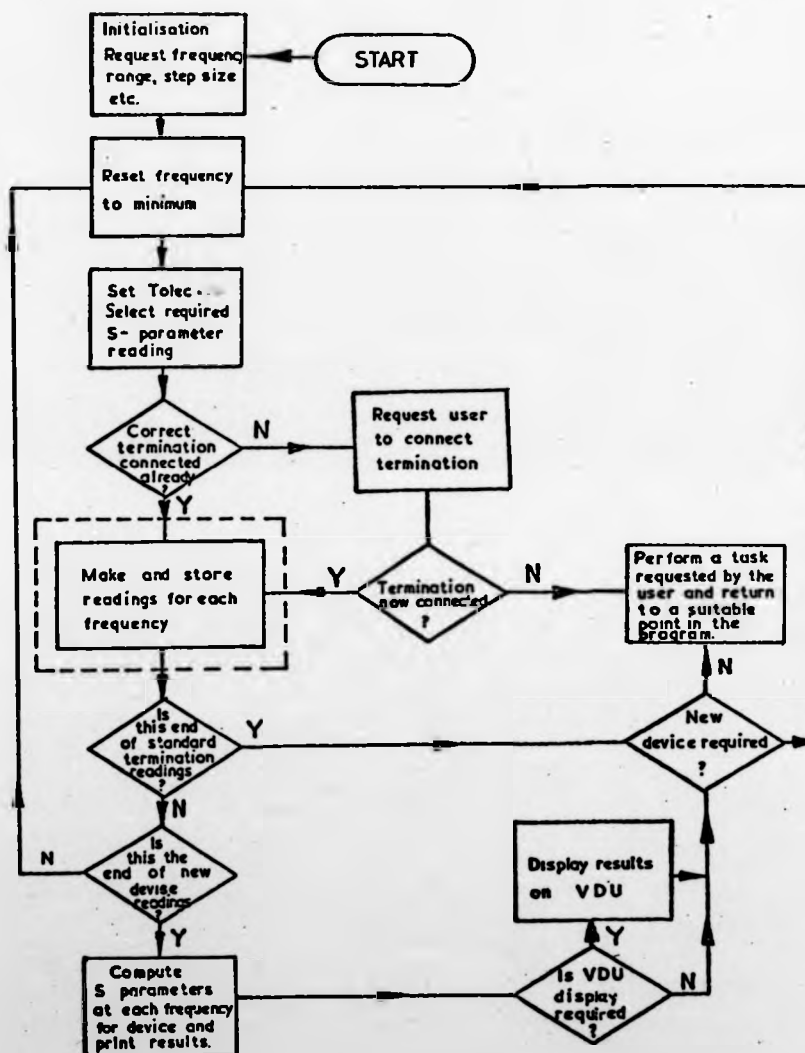 START
Initialisation
Request frequency
range, step size
etc.
Reset frequency
to minimum
Set Tolec.
Select required
S- parameter
reading
Correct
termination
connected
already
?
N
Y
Request user
to connect
termination
Make and store
readings for each
frequency
Y
Termination
now connected
?
N
Perform a task
requested by the
user and return
to a suitable
point in the
program.
N
Is
this end
of standard
termination
readings
?
Y
N
New
device required
?
Is
this the
end of new
devise
readings
?
N
Y
Display results
on VDU
Y
Compute
S parameters
at each frequency
for device and
print results.
Is VDU
display
required
?
N